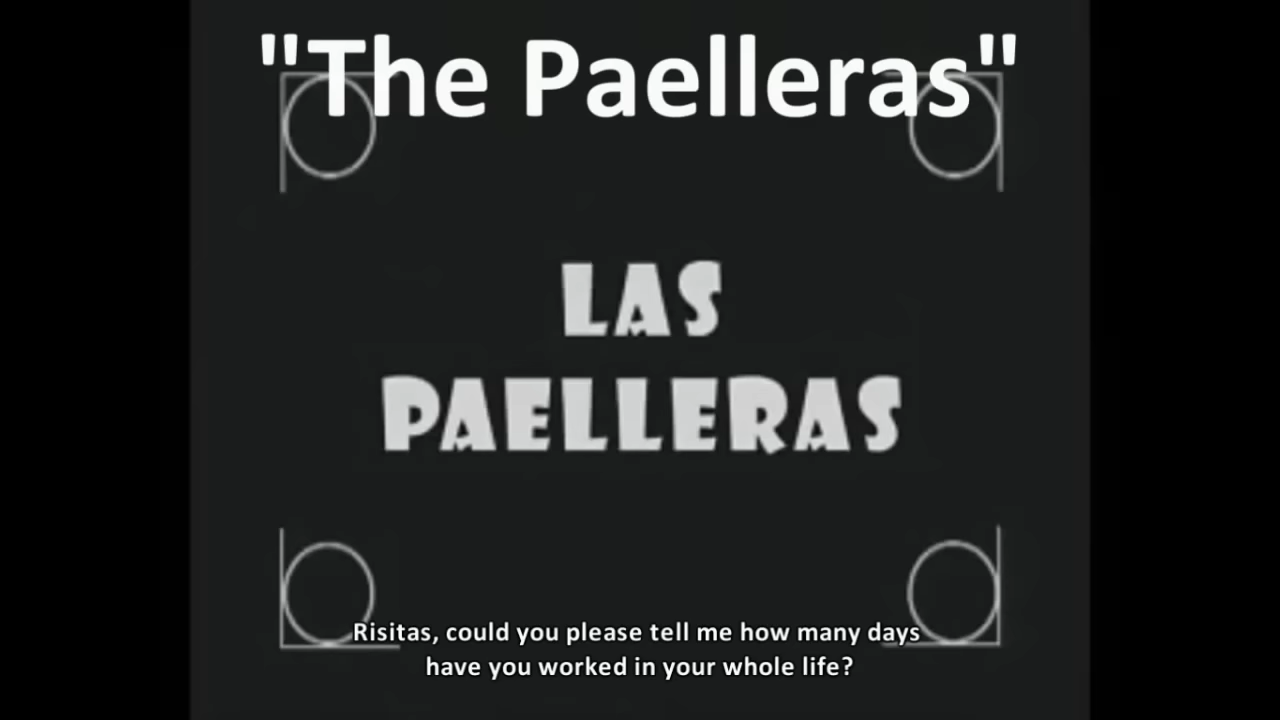 "The Paelleras"
LAS
PAELLERAS
Risitas, could you please tell me how many days
have you worked in your whole life?